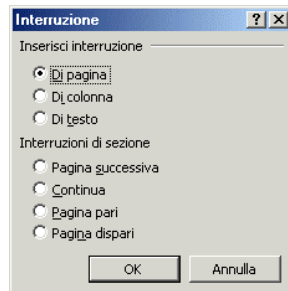 Interruzione
Inserisci interruzione
Di pagina
Di colonna
Di testo
Interruzioni di sezione
Pagina successiva
Continua
Pagina pari
Pagina dispari
OK Annulla